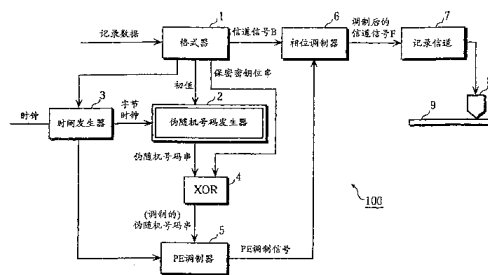 1
6
7
记录数据
格式器
信道信号B
相位调制器
调制后的
信道信号F
记录信道
保密密钥位串
初值
3
2
时钟
时间发生器
字节
时钟
伪随机号码发生器
9
伪随机号码串
XOR
4
100
(调制的)
伪随机号码串
5
PE调制器
PE调制信号